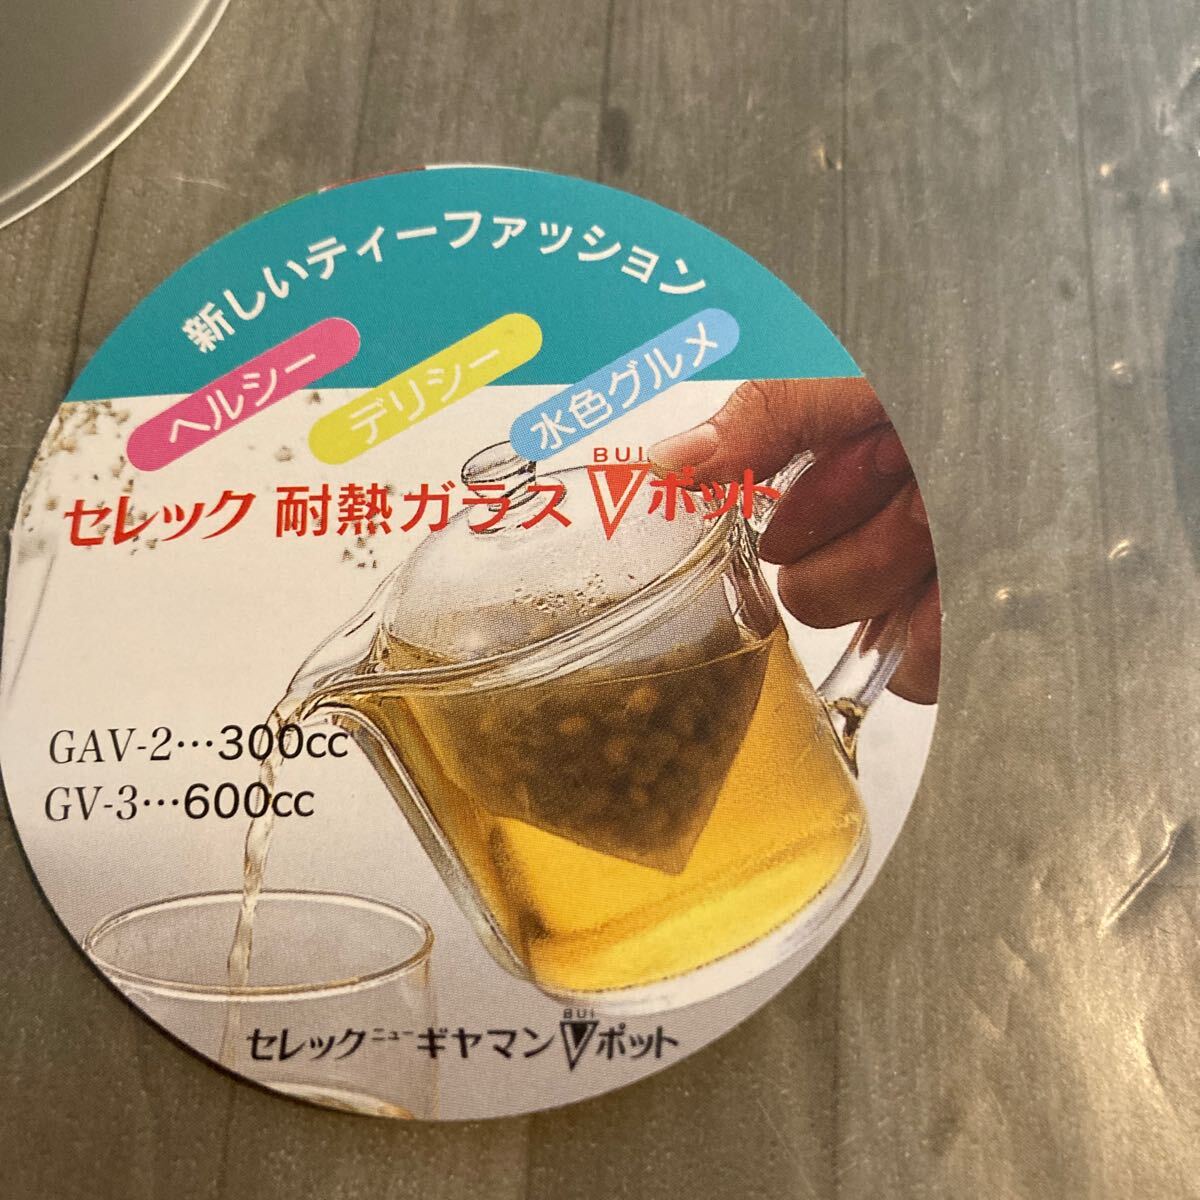 新しいティーファッション
ヘルシー
デリシー
水色グルメ
BUI
セレック 耐熱ガラス Vポット
GAV-2…300cc
GV-3…600cc
BUI
セレックニューギヤマン Vポット